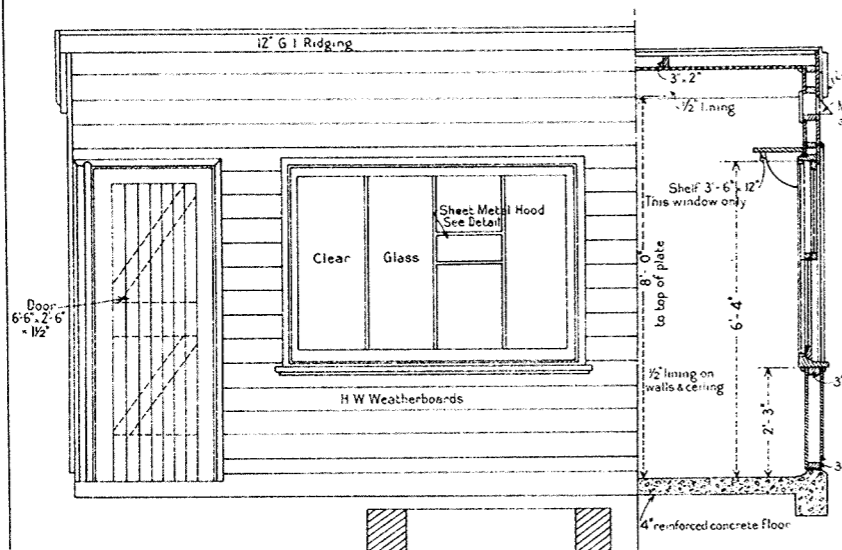 12" G I Ridging
3" x 2"
½" lining
Shelf 3'-6" x 12"
This window only
Sheet Metal Hood
See Detail
Clear
Glass
8'-0"
to top of plate
6'-4"
Door
6'-6" x 2'-6"
x 1½"
½" lining on
walls & ceiling
H W Weatherboards
2'-3"
3"
3
4" reinforced concrete floor